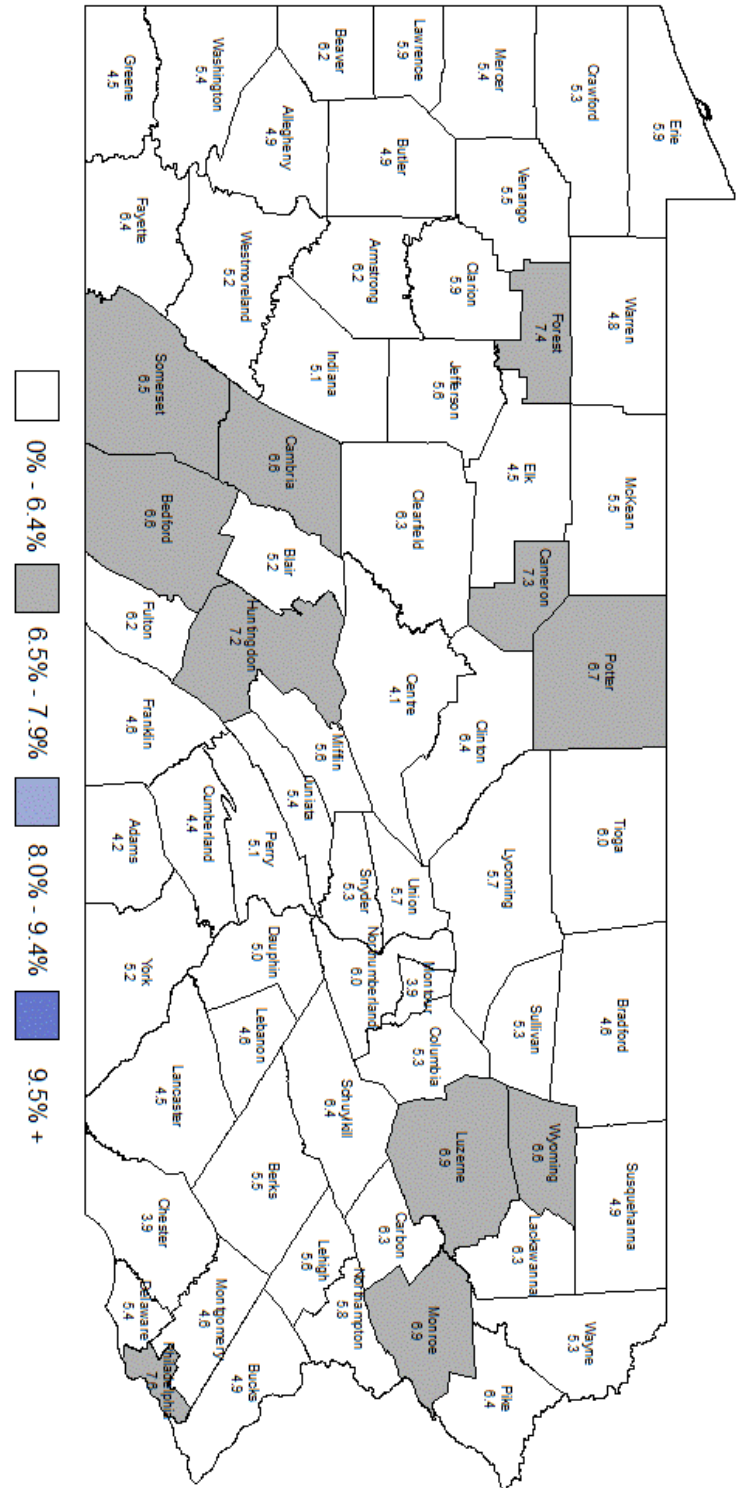 Erie
5.9
Crawford
5.3
Warren
4.8
McKean
5.5
Potter
6.7
Tioga
6.0
Bradford
4.6
Susquehanna
4.9
Wayne
5.3
Mercer
5.4
Venango
5.5
Forest
7.4
Elk
4.5
Cameron
7.3
Clinton
6.4
Lycoming
5.7
Sullivan
5.3
Wyoming
6.6
Lackawanna
6.3
Pike
6.4
Lawrence
5.9
Butler
4.9
Clarion
5.9
Jefferson
5.6
Clearfield
6.3
Centre
4.1
Union
5.7
Montour
3.9
Columbia
5.3
Luzerne
6.9
Monroe
6.9
Beaver
6.2
Armstrong
6.2
Indiana
5.1
Snyder
5.3
Northumberland
6.0
Schuylkill
6.4
Carbon
6.3
Northampton
5.8
Allegheny
4.9
Westmoreland
5.2
Cambria
6.6
Blair
5.2
Huntingdon
7.2
Mifflin
5.6
Juniata
5.4
Perry
5.1
Dauphin
5.0
Lebanon
4.6
Berks
5.5
Lehigh
5.6
Bucks
4.9
Montgomery
4.6
Washington
5.4
Greene
4.5
Fayette
6.4
Somerset
6.5
Bedford
6.6
Fulton
6.2
Franklin
4.6
Cumberland
4.4
Adams
4.2
York
5.2
Lancaster
4.5
Chester
3.9
Delaware
5.4
Philadelphia
7.6
0% - 6.4% 6.5% - 7.9% 8.0% - 9.4% 9.5% +